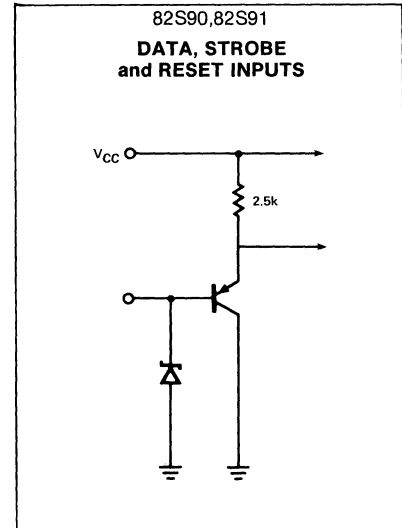 82S90,82S91
DATA, STROBE
and RESET INPUTS
VCC
2.5k